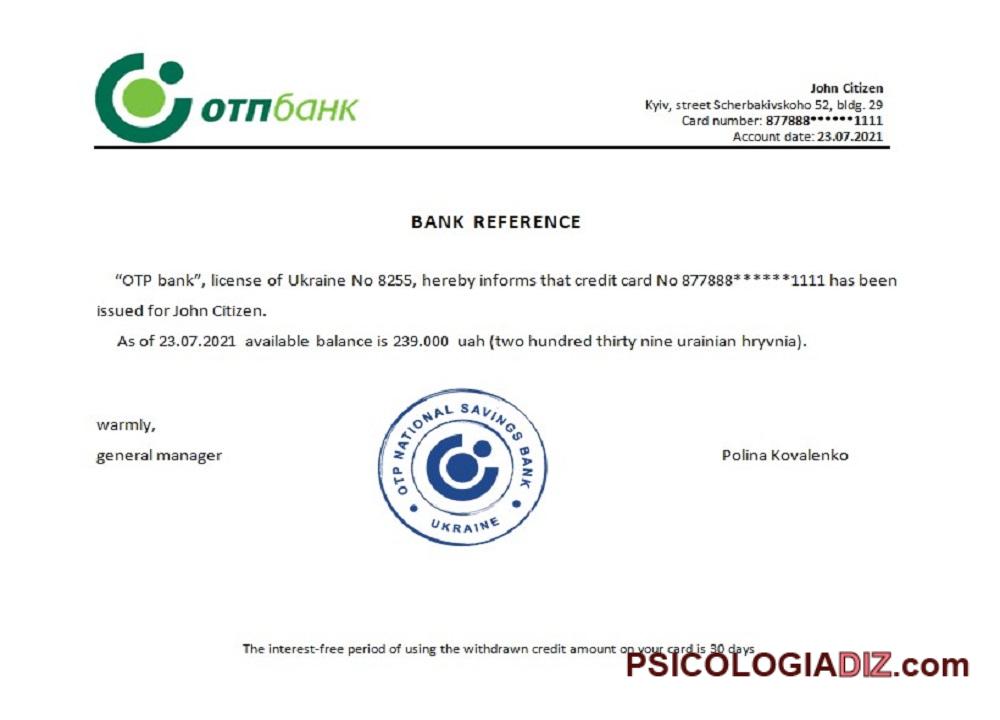 отпбанк
John Citizen
Kyiv, street Scherbakivskoho 52, bldg. 29
Card number: 877888******1111
Account date: 23.07.2021
BANK REFERENCE
“OTP bank”, license of Ukraine No 8255, hereby informs that credit card No 877888******1111 has been
issued for John Citizen.
As of 23.07.2021 available balance is 239.000 uah (two hundred thirty nine urainian hryvnia).
warmly,
general manager
OTP NATIONAL SAVINGS BANK
UKRAINE
Polina Kovalenko
The interest-free period of using the withdrawn credit amount on your card is 30 days
PSICOLOGIADIZ.com